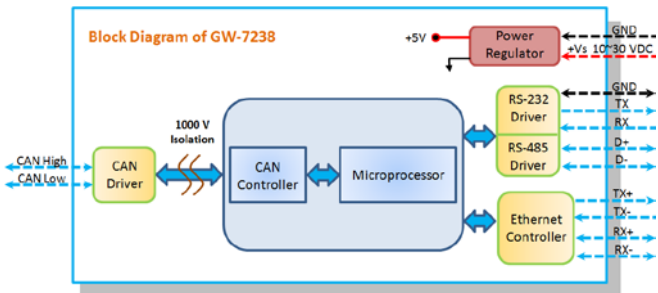 Block Diagram of GW-7238
+5V
Power
Regulator
GND
+Vs 10~30 VDC
GND
RS-232
Driver
TX
RX
RS-485
Driver
D+
D-
1000 V
Isolation
CAN High
CAN Low
CAN
Driver
CAN
Controller
Microprocessor
Ethernet
Controller
TX+
TX-
RX+
RX-